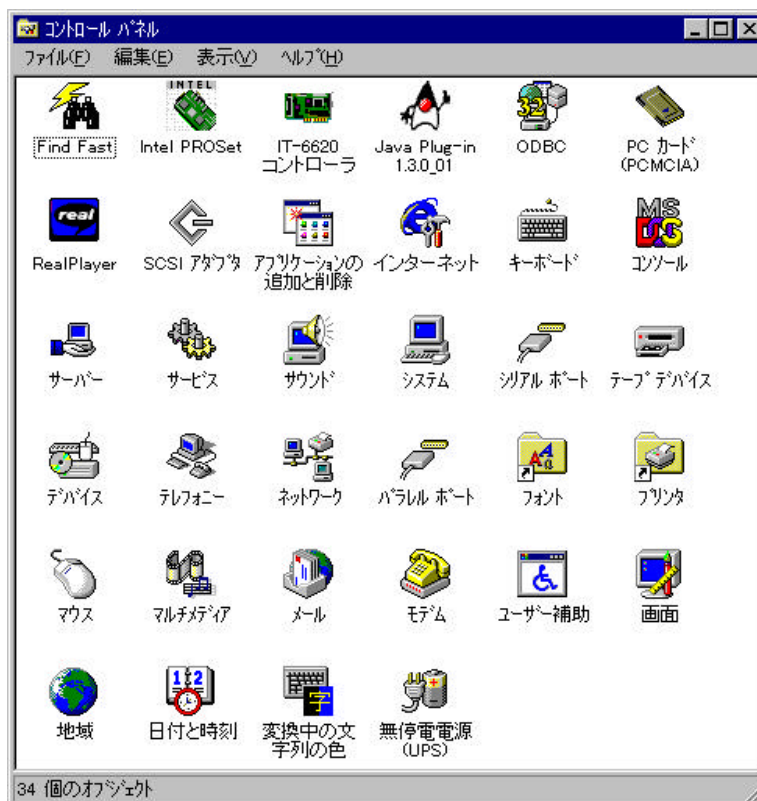 コントロール パネル
ファイル(F) 編集(E) 表示(V) ヘルプ(H)
INTEL
32
Find Fast
Intel PROSet
IT-6620
コントローラ
Java Plug-in
1.3.0_01
ODBC
PC カード
(PCMCIA)
real
MS
DOS
RealPlayer
SCSI アダプタ
アプリケーションの
追加と削除
インターネット
キーボード
コンソール
サーバー
サービス
サウンド
システム
シリアル ポート
テープ デバイス
デバイス
テレフォニー
ネットワーク
パラレル ポート
フォント
プリンタ
マウス
マルチメディア
メール
モデム
ユーザー補助
画面
12
字
地域
日付と時刻
変換中の文
字列の色
無停電電源
(UPS)
34 個のオブジェクト